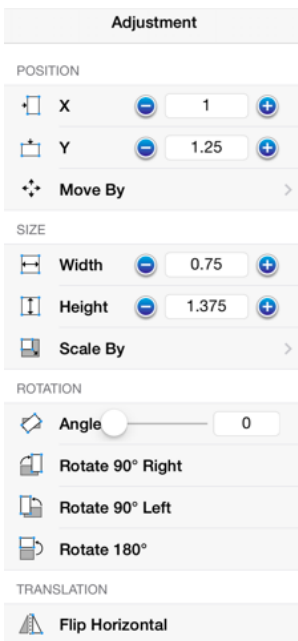 Adjustment
POSITION
X 1
Y 1.25
Move By
SIZE
Width 0.75
Height 1.375
Scale By
ROTATION
Angle 0
Rotate 90° Right
Rotate 90° Left
Rotate 180°
TRANSLATION
Flip Horizontal